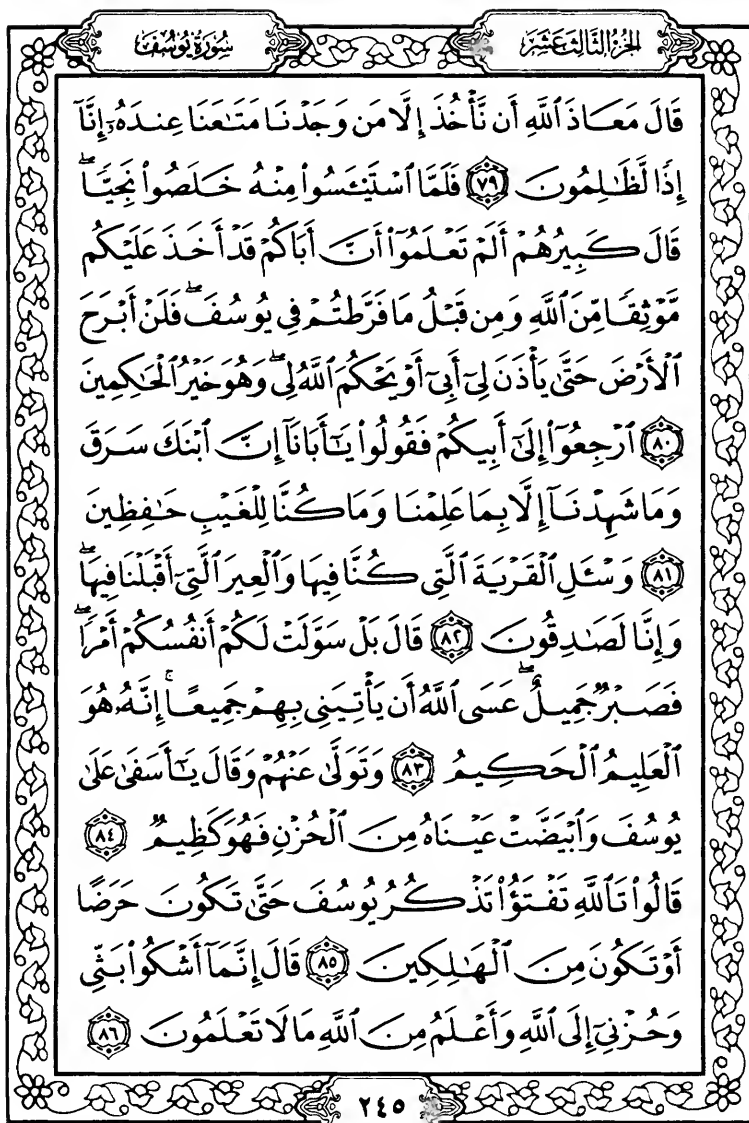 الجزء الثالث عشر
سورة يوسف
قَالَ مَعَاذَ ٱللَّهِ أَن نَّأْخُذَ إِلَّا مَن وَجَدْنَا مَتَٰعَنَا عِندَهُۥٓ إِنَّآ
إِذًا لَّظَٰلِمُونَ ٧٩ فَلَمَّا ٱسْتَيْـَٔسُوا۟ مِنْهُ خَلَصُوا۟ نَجِيًّا ۖ
قَالَ كَبِيرُهُمْ أَلَمْ تَعْلَمُوٓا۟ أَنَّ أَبَاكُمْ قَدْ أَخَذَ عَلَيْكُم
مَّوْثِقًا مِّنَ ٱللَّهِ وَمِن قَبْلُ مَا فَرَّطتُمْ فِى يُوسُفَ ۖ فَلَنْ أَبْرَحَ
ٱلْأَرْضَ حَتَّىٰ يَأْذَنَ لِىٓ أَبِىٓ أَوْ يَحْكُمَ ٱللَّهُ لِى ۖ وَهُوَ خَيْرُ ٱلْحَٰكِمِينَ
٨٠ ٱرْجِعُوٓا۟ إِلَىٰٓ أَبِيكُمْ فَقُولُوا۟ يَٰٓأَبَانَآ إِنَّ ٱبْنَكَ سَرَقَ
وَمَا شَهِدْنَآ إِلَّا بِمَا عَلِمْنَا وَمَا كُنَّا لِلْغَيْبِ حَٰفِظِينَ
٨١ وَسْـَٔلِ ٱلْقَرْيَةَ ٱلَّتِى كُنَّا فِيهَا وَٱلْعِيرَ ٱلَّتِىٓ أَقْبَلْنَا فِيهَا ۖ
وَإِنَّا لَصَٰدِقُونَ ٨٢ قَالَ بَلْ سَوَّلَتْ لَكُمْ أَنفُسُكُمْ أَمْرًا ۖ
فَصَبْرٌ جَمِيلٌ ۖ عَسَى ٱللَّهُ أَن يَأْتِيَنِى بِهِمْ جَمِيعًا ۚ إِنَّهُۥ هُوَ
ٱلْعَلِيمُ ٱلْحَكِيمُ ٨٣ وَتَوَلَّىٰ عَنْهُمْ وَقَالَ يَٰٓأَسَفَىٰ عَلَىٰ
يُوسُفَ وَٱبْيَضَّتْ عَيْنَاهُ مِنَ ٱلْحُزْنِ فَهُوَ كَظِيمٌ ٨٤
قَالُوا۟ تَٱللَّهِ تَفْتَؤُا۟ تَذْكُرُ يُوسُفَ حَتَّىٰ تَكُونَ حَرَضًا
أَوْ تَكُونَ مِنَ ٱلْهَٰلِكِينَ ٨٥ قَالَ إِنَّمَآ أَشْكُوا۟ بَثِّى
وَحُزْنِىٓ إِلَى ٱللَّهِ وَأَعْلَمُ مِنَ ٱللَّهِ مَا لَا تَعْلَمُونَ ٨٦
٢٤٥